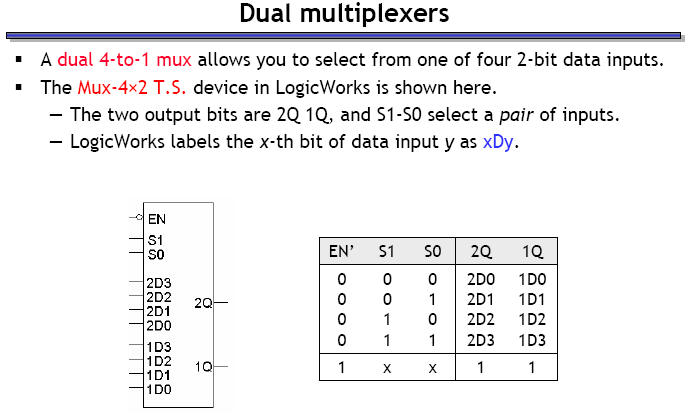 Dual multiplexers
▪ A dual 4-to-1 mux allows you to select from one of four 2-bit data inputs.
▪ The Mux-4×2 T.S. device in LogicWorks is shown here.
— The two output bits are 2Q 1Q, and S1-S0 select a pair of inputs.
— LogicWorks labels the x-th bit of data input y as xDy.
EN
S1
S0
2D3
2D2
2D1
2D0
2Q
1D3
1D2
1D1
1D0
1Q
EN’ S1 S0 2Q 1Q
0 0 0 2D0 1D0
0 0 1 2D1 1D1
0 1 0 2D2 1D2
0 1 1 2D3 1D3
1 x x 1 1